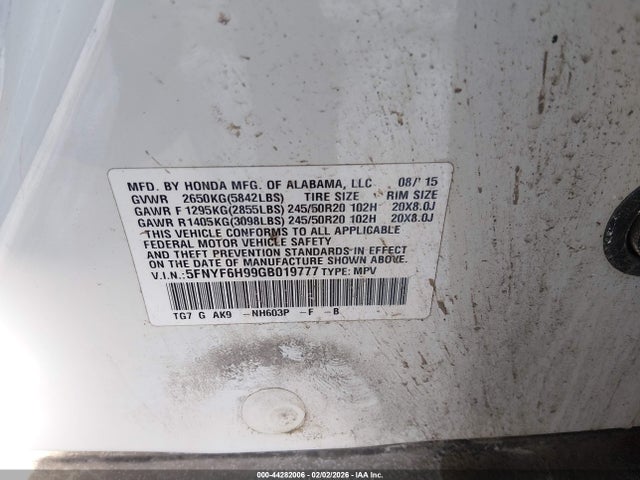 MFD. BY HONDA MFG. OF ALABAMA, LLC 08/'15
GVWR 2650KG(5842LBS) TIRE SIZE RIM SIZE
GAWR F 1295KG(2855LBS) 245/50R20 102H 20X8.0J
GAWR R 1405KG(3098LBS) 245/50R20 102H 20X8.0J
THIS VEHICLE CONFORMS TO ALL APPLICABLE
FEDERAL MOTOR VEHICLE SAFETY
AND THEFT PREVENTION STANDARDS IN EFFECT
ON THE DATE OF MANUFACTURE SHOWN ABOVE.
V.I.N.: 5FNYF6H99GB019777 TYPE: MPV
TG7 G AK9 -NH603P -F -B -
000-44282006 - 02/02/2026 - IAA Inc.